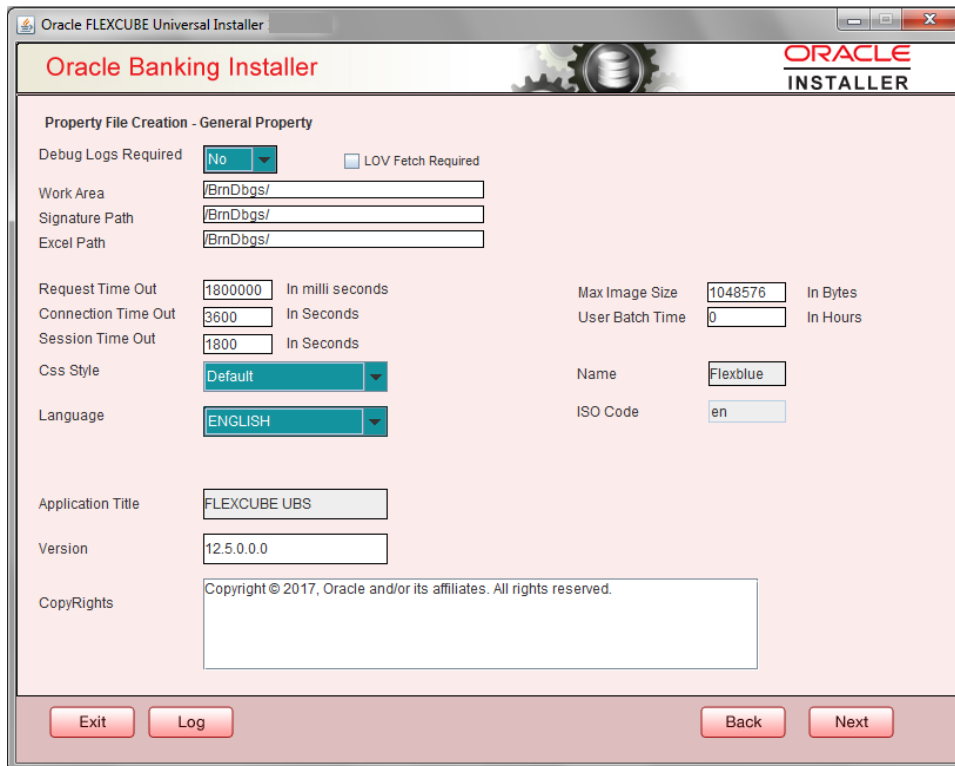 Oracle FLEXCUBE Universal Installer
Oracle Banking Installer
ORACLE
INSTALLER
Property File Creation - General Property
Debug Logs Required No LOV Fetch Required
Work Area /BrnDbgs/
Signature Path /BrnDbgs/
Excel Path /BrnDbgs/
Request Time Out 1800000 In milli seconds Max Image Size 1048576 In Bytes
Connection Time Out 3600 In Seconds User Batch Time 0 In Hours
Session Time Out 1800 In Seconds
Css Style Default Name Flexblue
Language ENGLISH ISO Code en
Application Title FLEXCUBE UBS
Version 12.5.0.0.0
CopyRights Copyright © 2017, Oracle and/or its affiliates. All rights reserved.
Exit Log Back Next